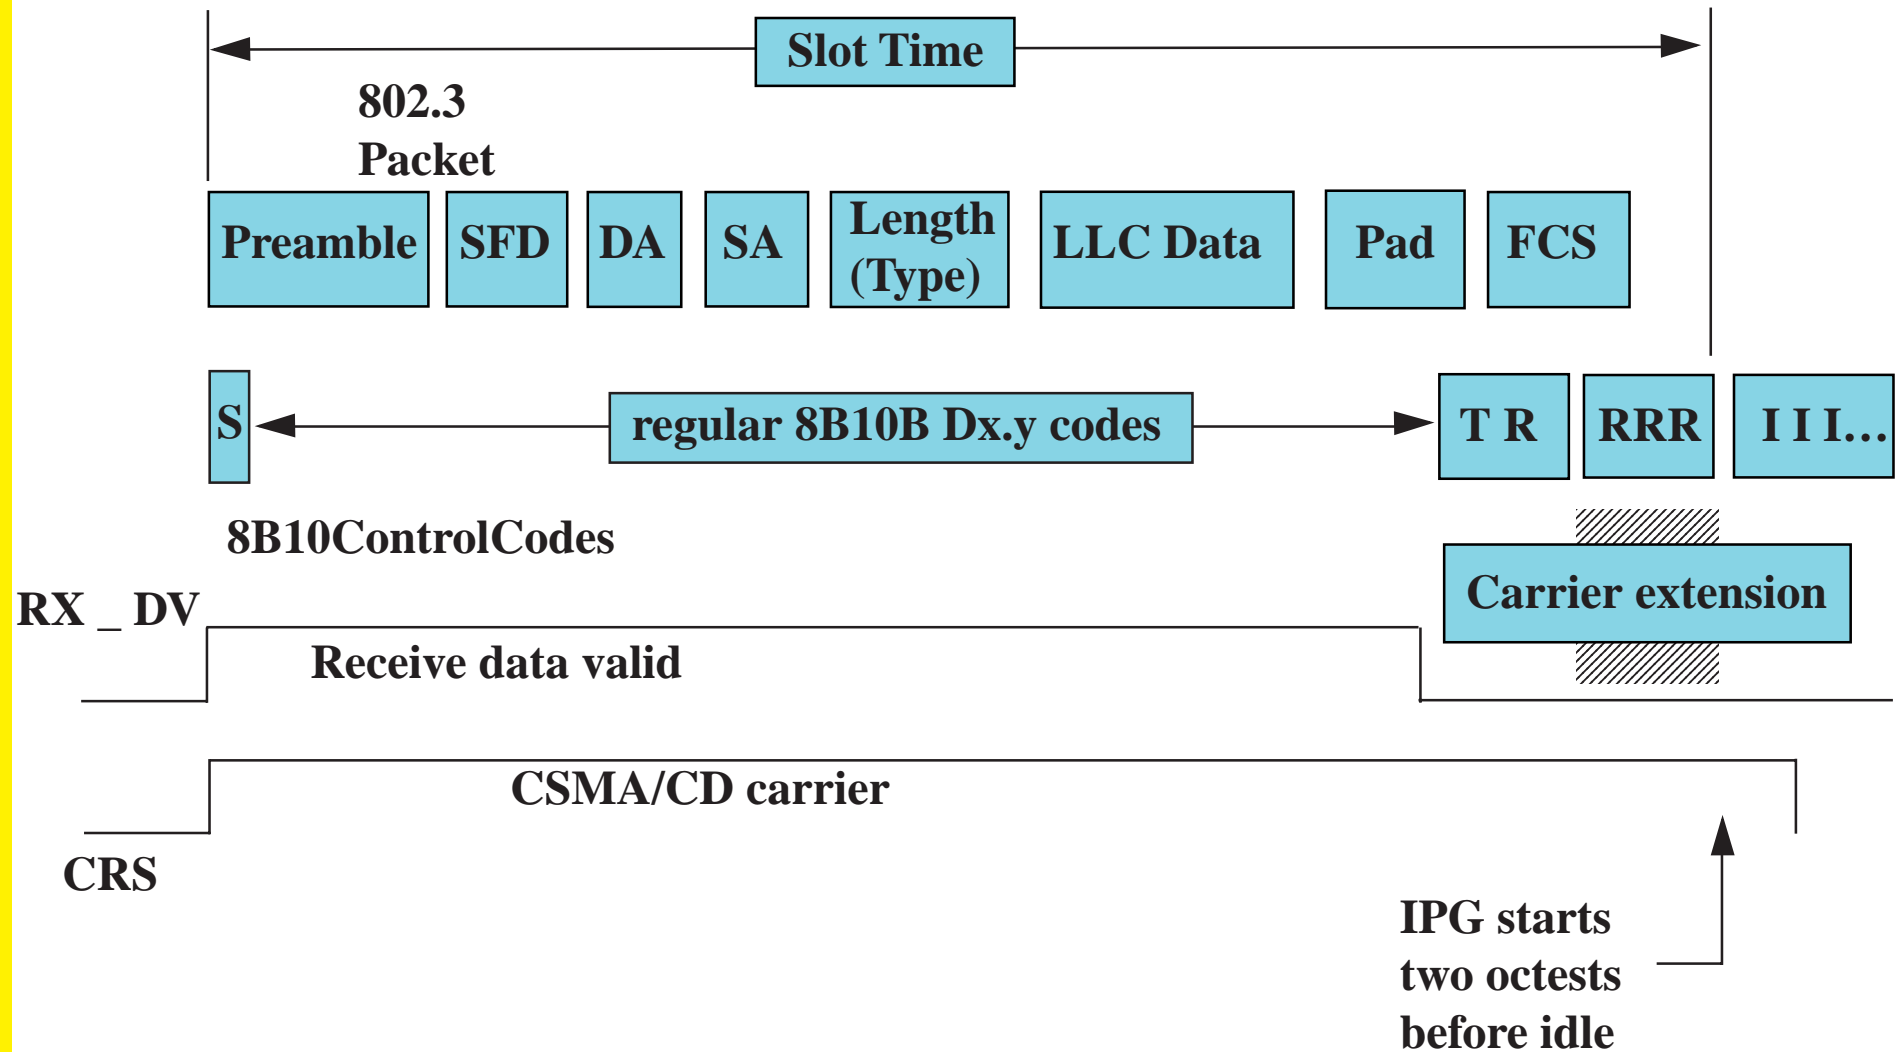 Slot Time
802.3
Packet
Preamble SFD DA SA Length LLC Data Pad FCS
(Type)
S regular 8B10B Dx.y codes T R RRR I I I...
8B10ControlCodes
Carrier extension
RX _ DV
Receive data valid
CSMA/CD carrier
CRS
IPG starts
two octests
before idle